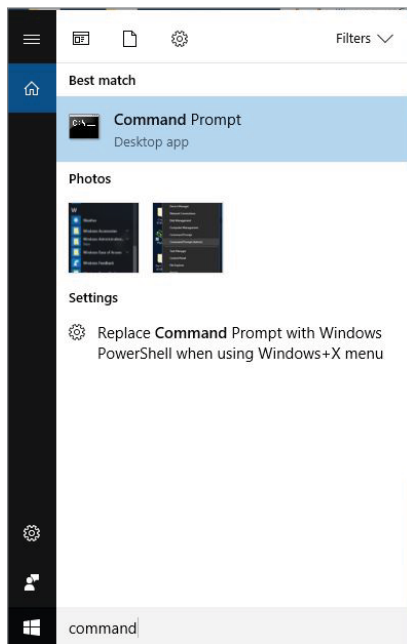 Filters
Best match
Command Prompt
Desktop app
Photos
Settings
Replace Command Prompt with Windows
PowerShell when using Windows+X menu
command